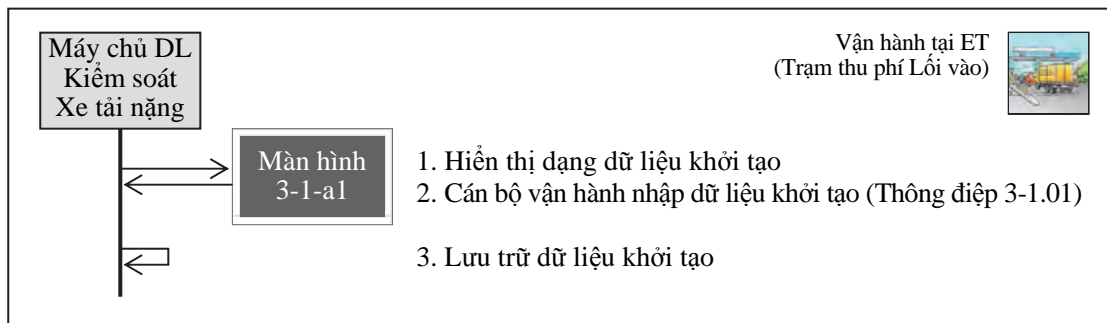 Máy chủ DL
Kiểm soát
Xe tải nặng
Vận hành tại ET
(Trạm thu phí Lối vào)
Màn hình
3-1-a1
1. Hiển thị dạng dữ liệu khởi tạo
2. Cán bộ vận hành nhập dữ liệu khởi tạo (Thông điệp 3-1.01)
3. Lưu trữ dữ liệu khởi tạo